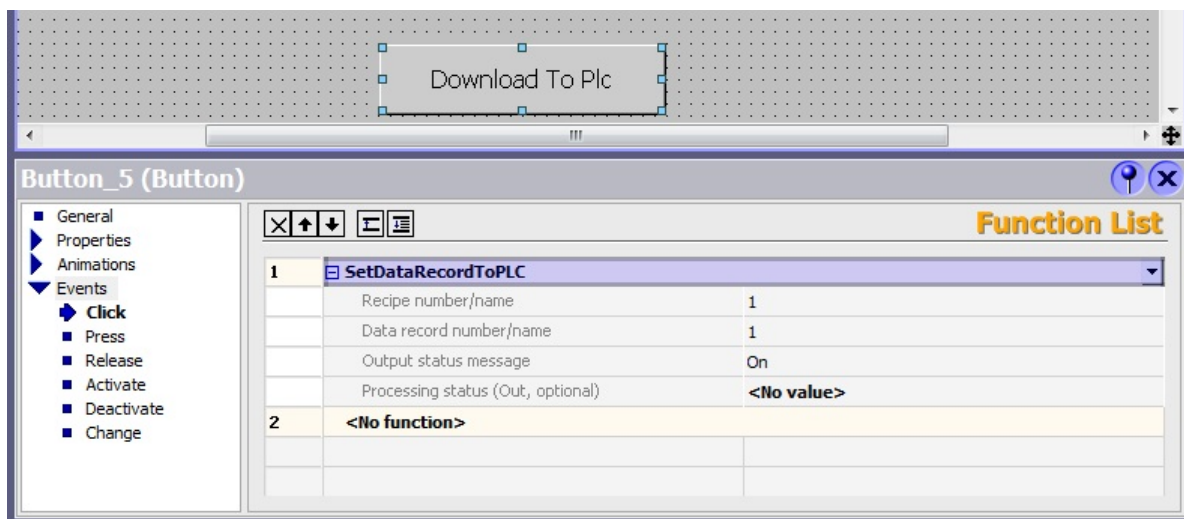 Download To Plc
Button_5 (Button)
General
Properties
Animations
Events
Click
Press
Release
Activate
Deactivate
Change
Function List
1 SetDataRecordToPLC
Recipe number/name 1
Data record number/name 1
Output status message On
Processing status (Out, optional) <No value>
2 <No function>